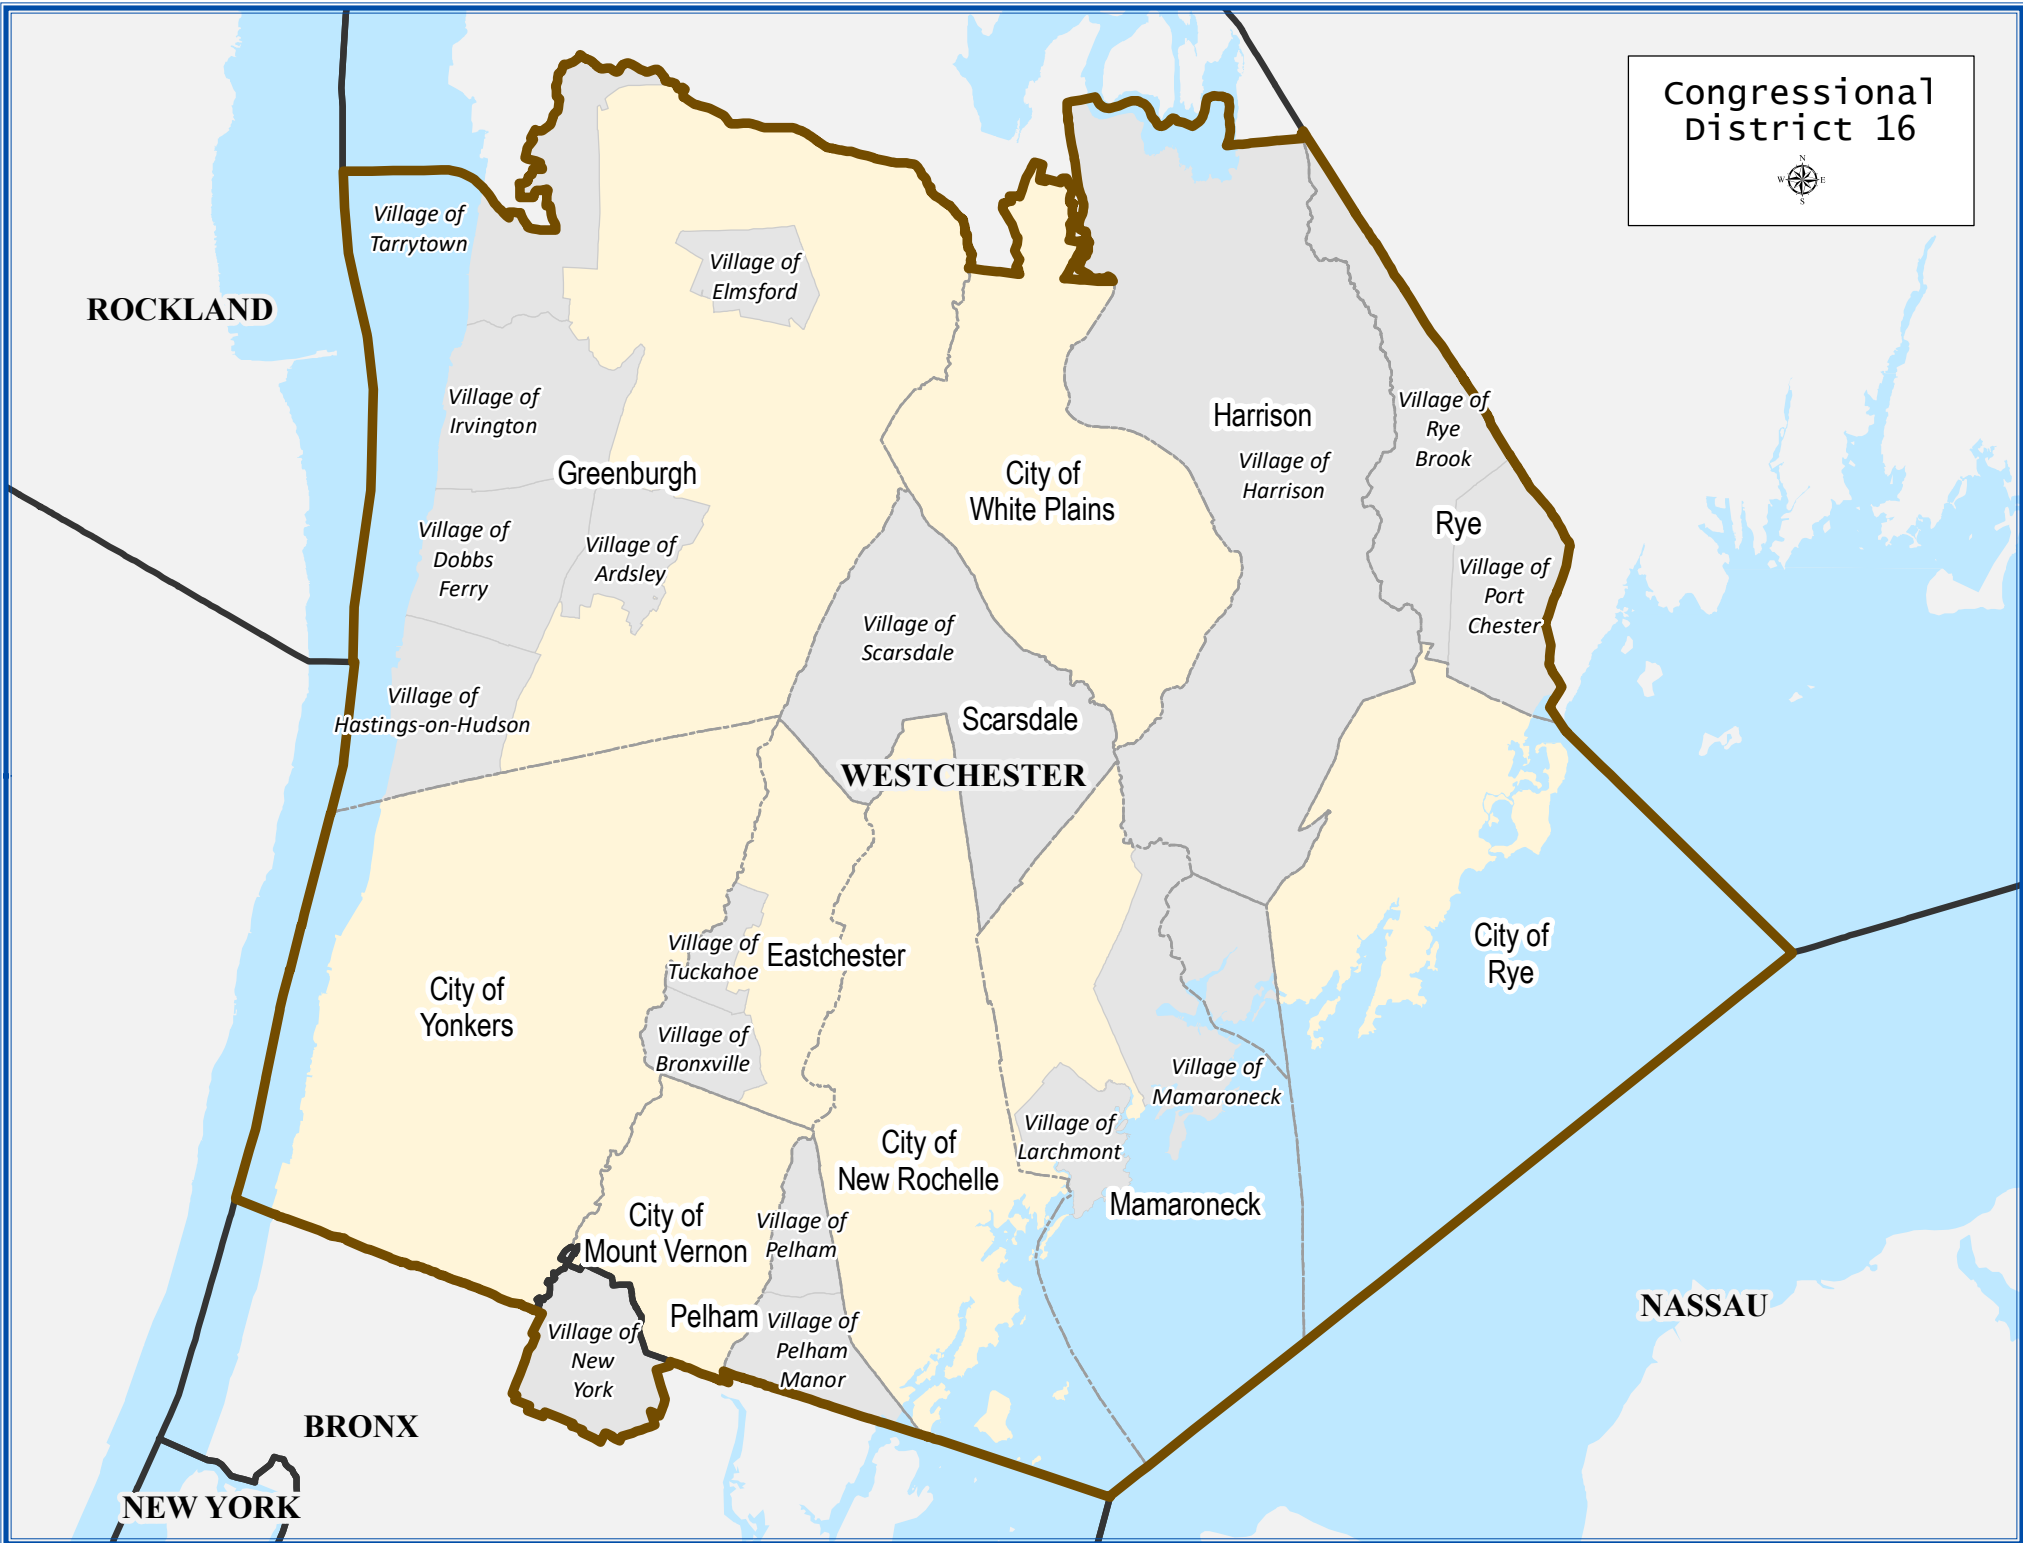 Congressional
District 16
N
W
E
S
Village of
Tarrytown
Village of
Elmsford
ROCKLAND
Village of
Irvington
Greenburgh
Village of
Dobbs
Ferry
Village of
Ardsley
Village of
Hastings-on-Hudson
City of
White Plains
Harrison
Village of
Harrison
Village of
Rye
Brook
Rye
Village of
Port
Chester
Village of
Scarsdale
Scarsdale
WESTCHESTER
City of
Yonkers
Village of
Tuckahoe
Eastchester
Village of
Bronxville
City of
Rye
Village of
Mamaroneck
Village of
Larchmont
Mamaroneck
City of
New Rochelle
City of
Mount Vernon
Village of
Pelham
Pelham
Village of
Pelham
Manor
Village of
New
York
NASSAU
BRONX
NEW YORK